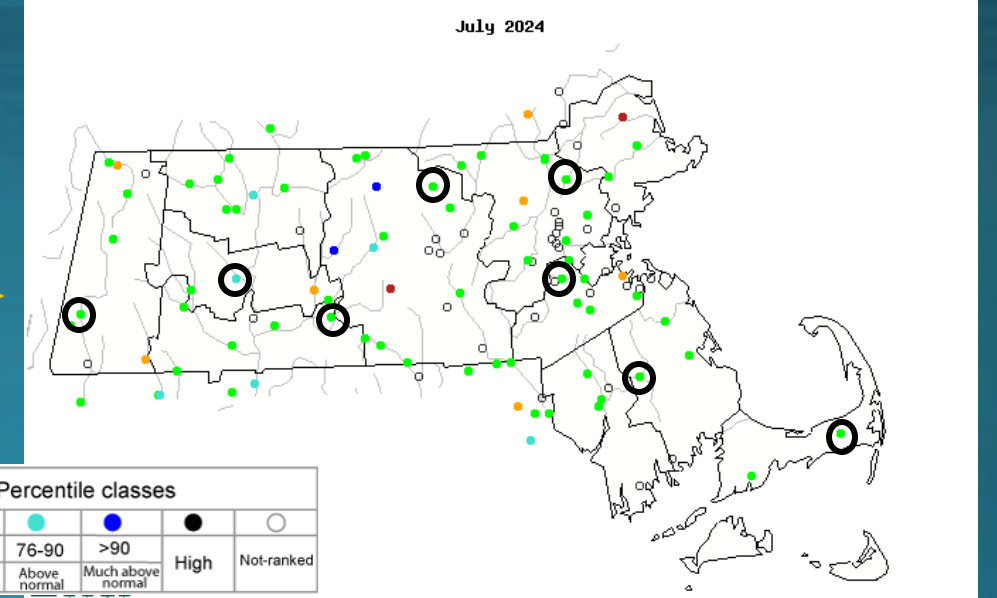 July 2024
Percentile classes
76-90
>90
High
Not-ranked
Above
normal
Much above
normal